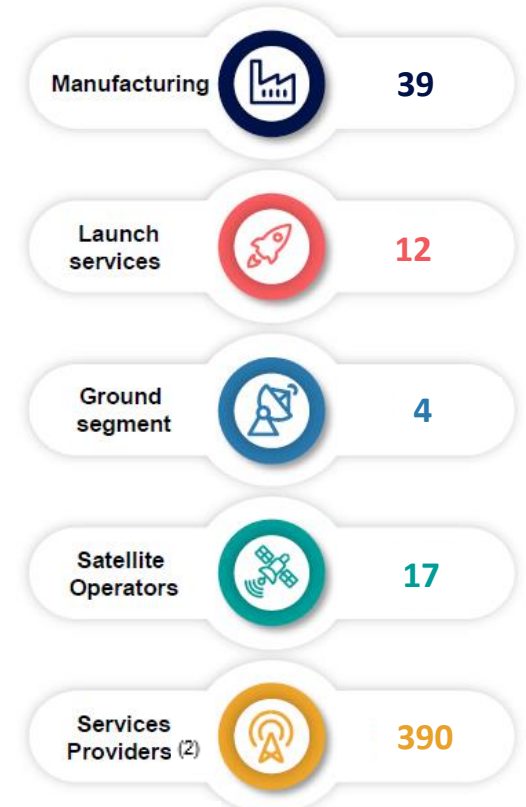 Manufacturing 39
Launch
services 12
Ground
segment 4
Satellite
Operators 17
Services
Providers (2) 390